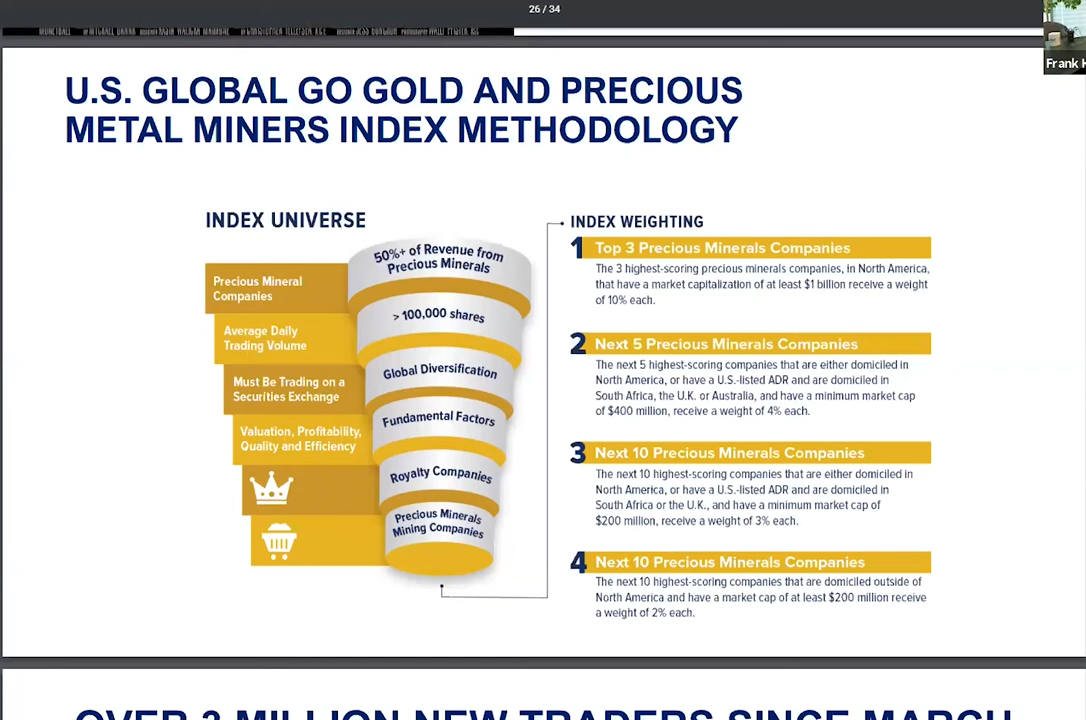 26 / 34
Frank
U.S. GLOBAL GO GOLD AND PRECIOUS
METAL MINERS INDEX METHODOLOGY
INDEX UNIVERSE
Precious Mineral
Companies
50%+ of Revenue from
Precious Minerals
Average Daily
Trading Volume
> 100,000 shares
Must Be Trading on a
Securities Exchange
Global Diversification
Valuation, Profitability,
Quality and Efficiency
Fundamental Factors
Royalty Companies
Precious Minerals
Mining Companies
INDEX WEIGHTING
1 Top 3 Precious Minerals Companies
The 3 highest-scoring precious minerals companies, in North America,
that have a market capitalization of at least $1 billion receive a weight
of 10% each.
2 Next 5 Precious Minerals Companies
The next 5 highest-scoring companies that are either domiciled in
North America, or have a U.S.-listed ADR and are domiciled in
South Africa, the U.K. or Australia, and have a minimum market cap
of $400 million, receive a weight of 4% each.
3 Next 10 Precious Minerals Companies
The next 10 highest-scoring companies that are either domiciled in
North America, or have a U.S.-listed ADR and are domiciled in
South Africa or the U.K., and have a minimum market cap of
$200 million, receive a weight of 3% each.
4 Next 10 Precious Minerals Companies
The next 10 highest-scoring companies that are domiciled outside of
North America and have a market cap of at least $200 million receive
a weight of 2% each.
OVER 3 MILLION NEW TRADERS SINCE MARCH